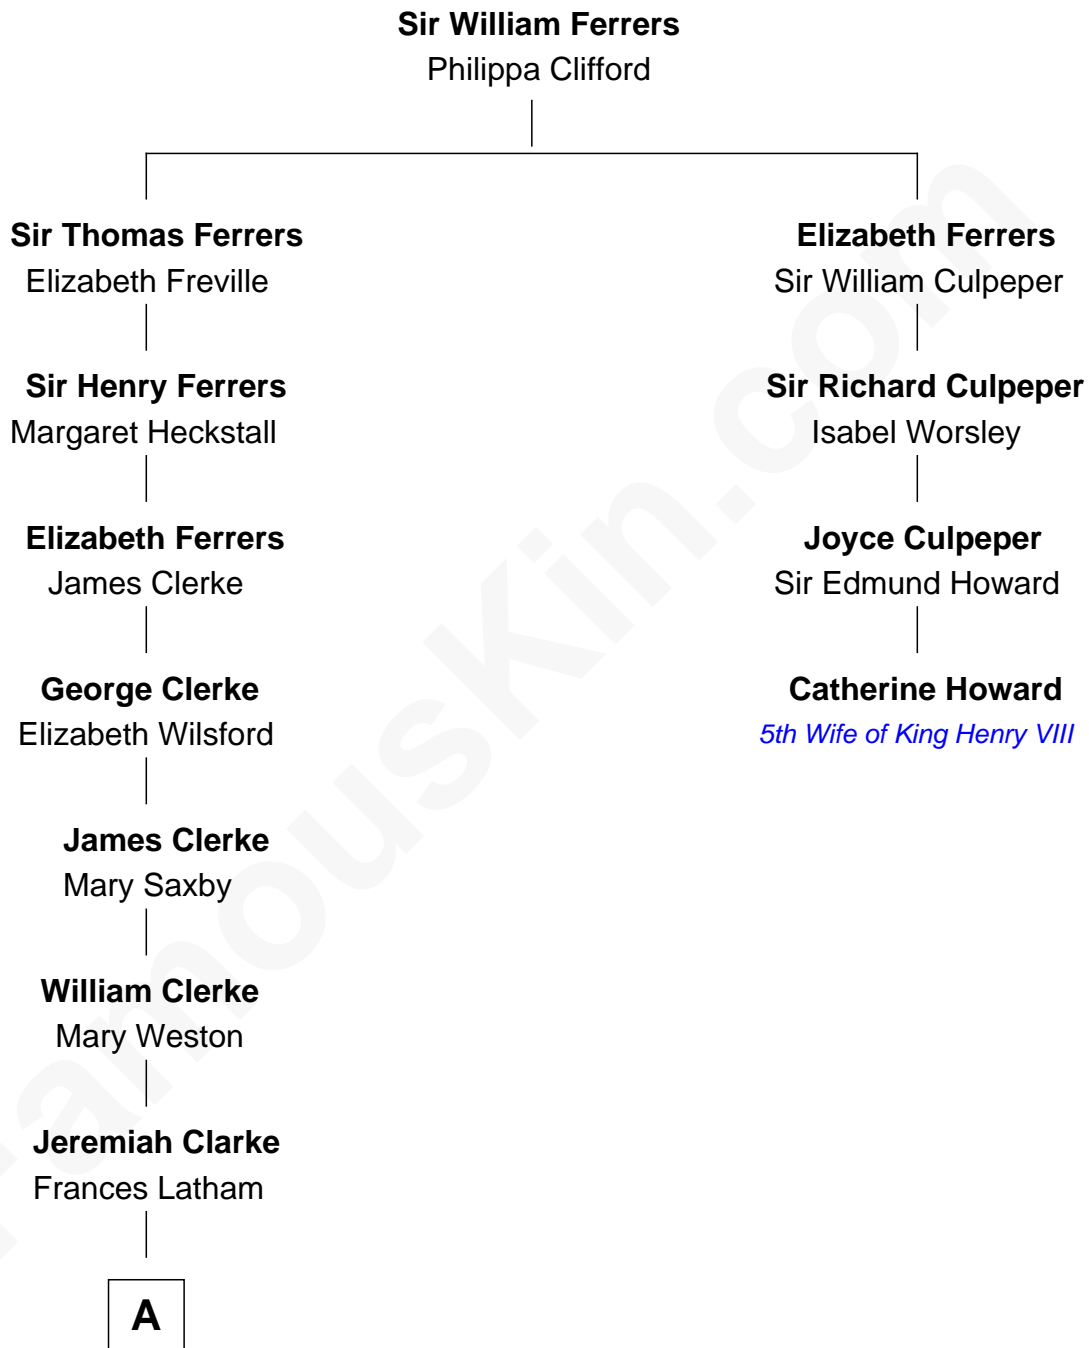 Sir William Ferrers
Philippa Clifford
Sir Thomas Ferrers
Elizabeth Freville
Elizabeth Ferrers
Sir William Culpeper
Sir Henry Ferrers
Margaret Heckstall
Sir Richard Culpeper
Isabel Worsley
Elizabeth Ferrers
James Clerke
Joyce Culpeper
Sir Edmund Howard
George Clerke
Elizabeth Wilsford
Catherine Howard
5th Wife of King Henry VIII
James Clerke
Mary Saxby
William Clerke
Mary Weston
Jeremiah Clarke
Frances Latham
A
FamousKin.com